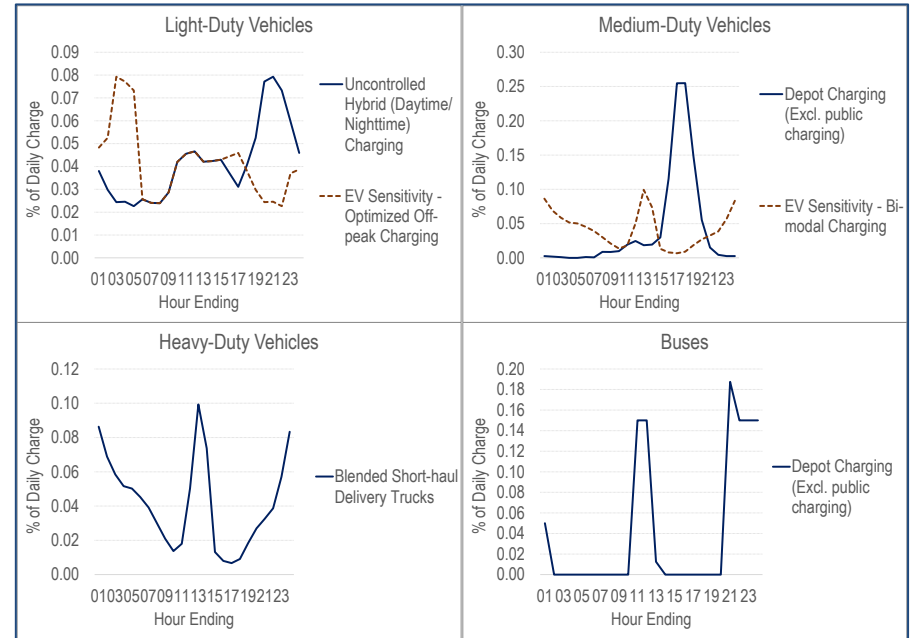 Light-Duty Vehicles
% of Daily Charge
0.09
0.08
0.07
0.06
0.05
0.04
0.03
0.02
0.01
0.00
010305070911131517192123
Hour Ending
Uncontrolled
Hybrid (Daytime/
Nighttime)
Charging
EV Sensitivity -
Optimized Off-
peak Charging
Medium-Duty Vehicles
% of Daily Charge
0.30
0.25
0.20
0.15
0.10
0.05
0.00
010305070911131517192123
Hour Ending
Depot Charging
(Excl. public
charging)
EV Sensitivity - Bi-
modal Charging
Heavy-Duty Vehicles
% of Daily Charge
0.12
0.10
0.08
0.06
0.04
0.02
0.00
010305070911131517192123
Hour Ending
Blended Short-haul
Delivery Trucks
Buses
% of Daily Charge
0.20
0.18
0.16
0.14
0.12
0.10
0.08
0.06
0.04
0.02
0.00
01 03 05 07 09 11 13 15 17 19 21 23
Hour Ending
Depot Charging
(Excl. public
charging)